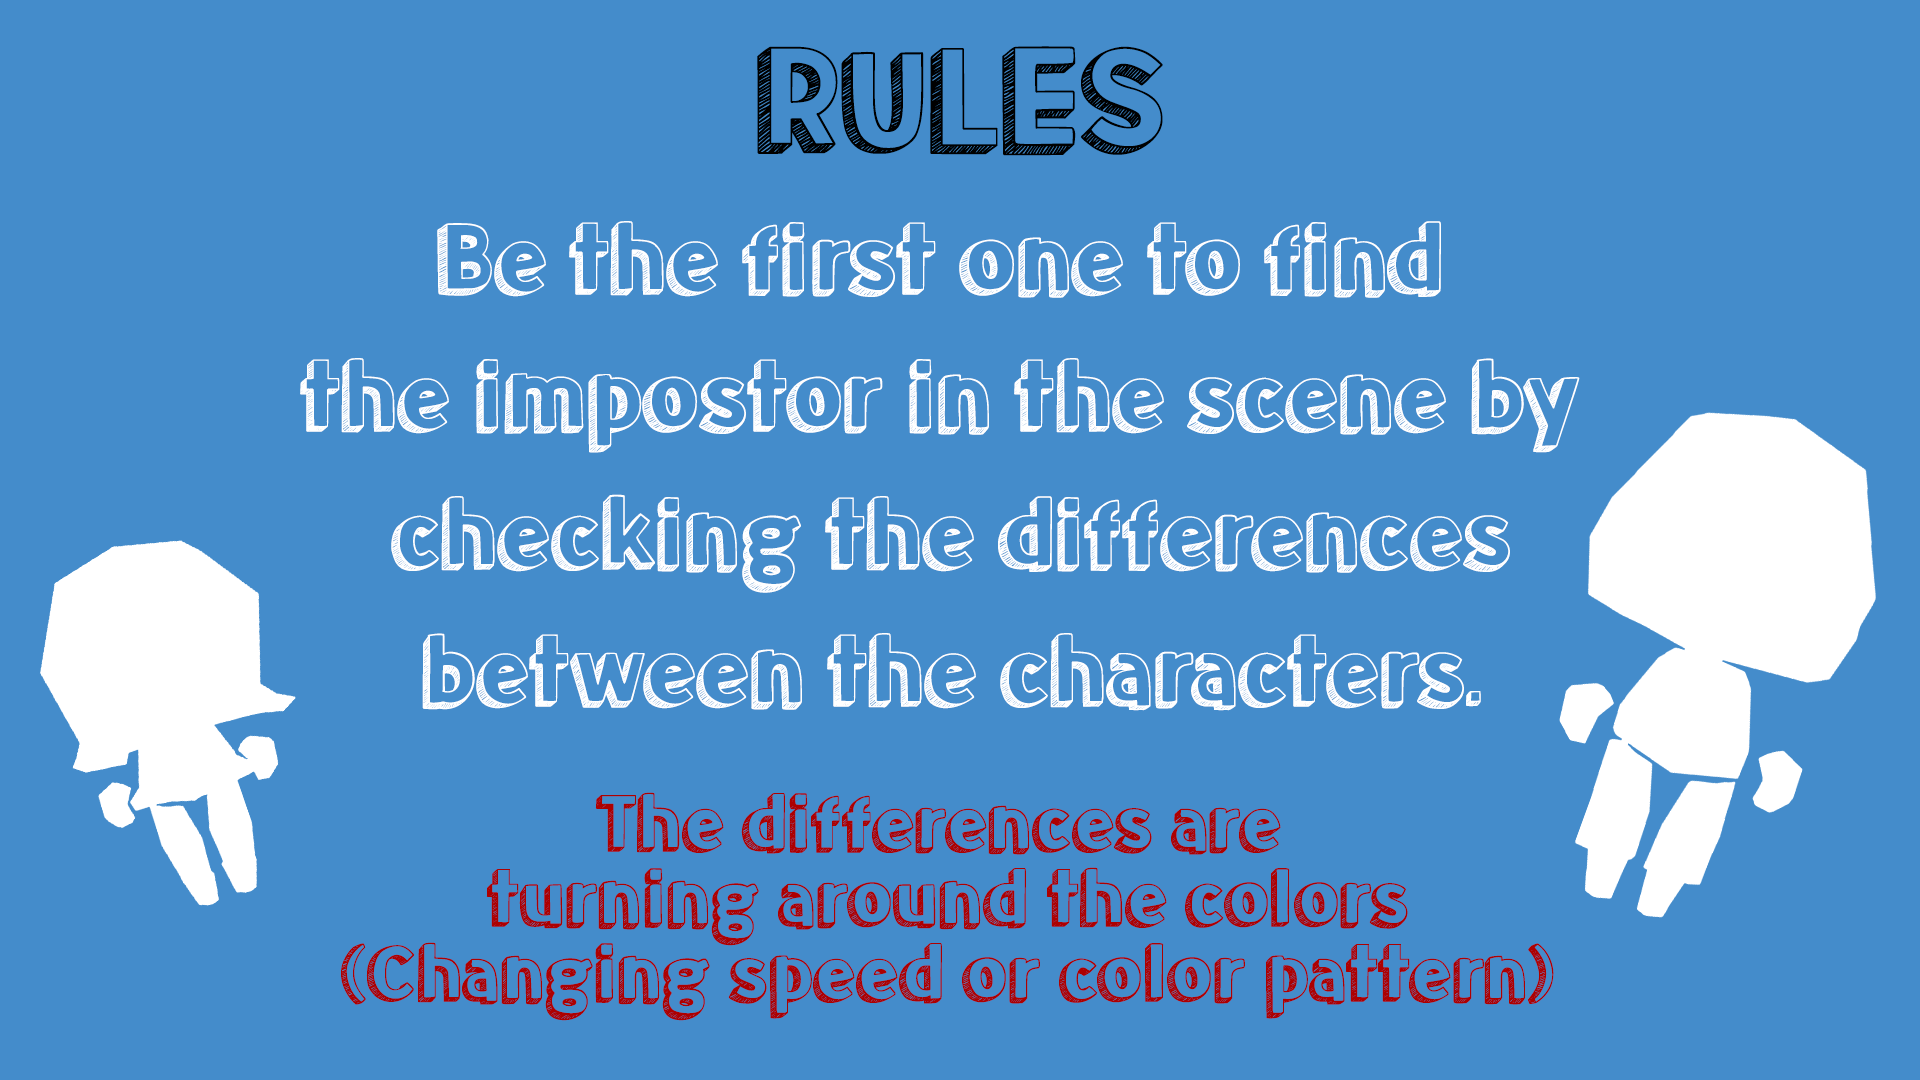 RULES
Be the first one to find
the impostor in the scene by
checking the differences
between the characters.
The differences are
turning around the colors
(Changing speed or color pattern)